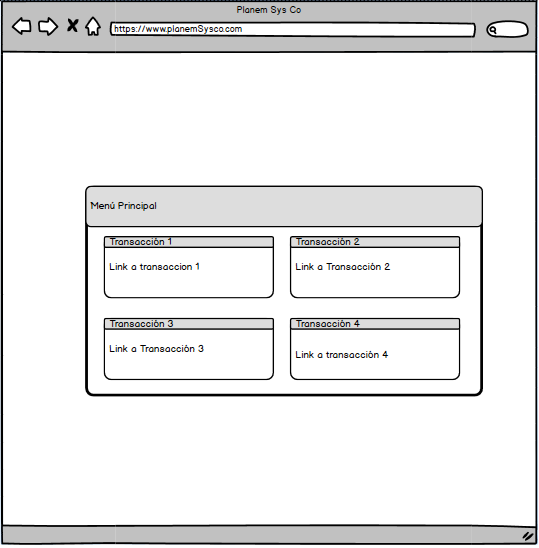 Planem Sys Co
https://www.planemSysco.com
Menú Principal
Transacción 1
Link a transaccion 1
Transacción 2
Link a Transacción 2
Transacción 3
Link a Transacción 3
Transacción 4
Link a transacción 4